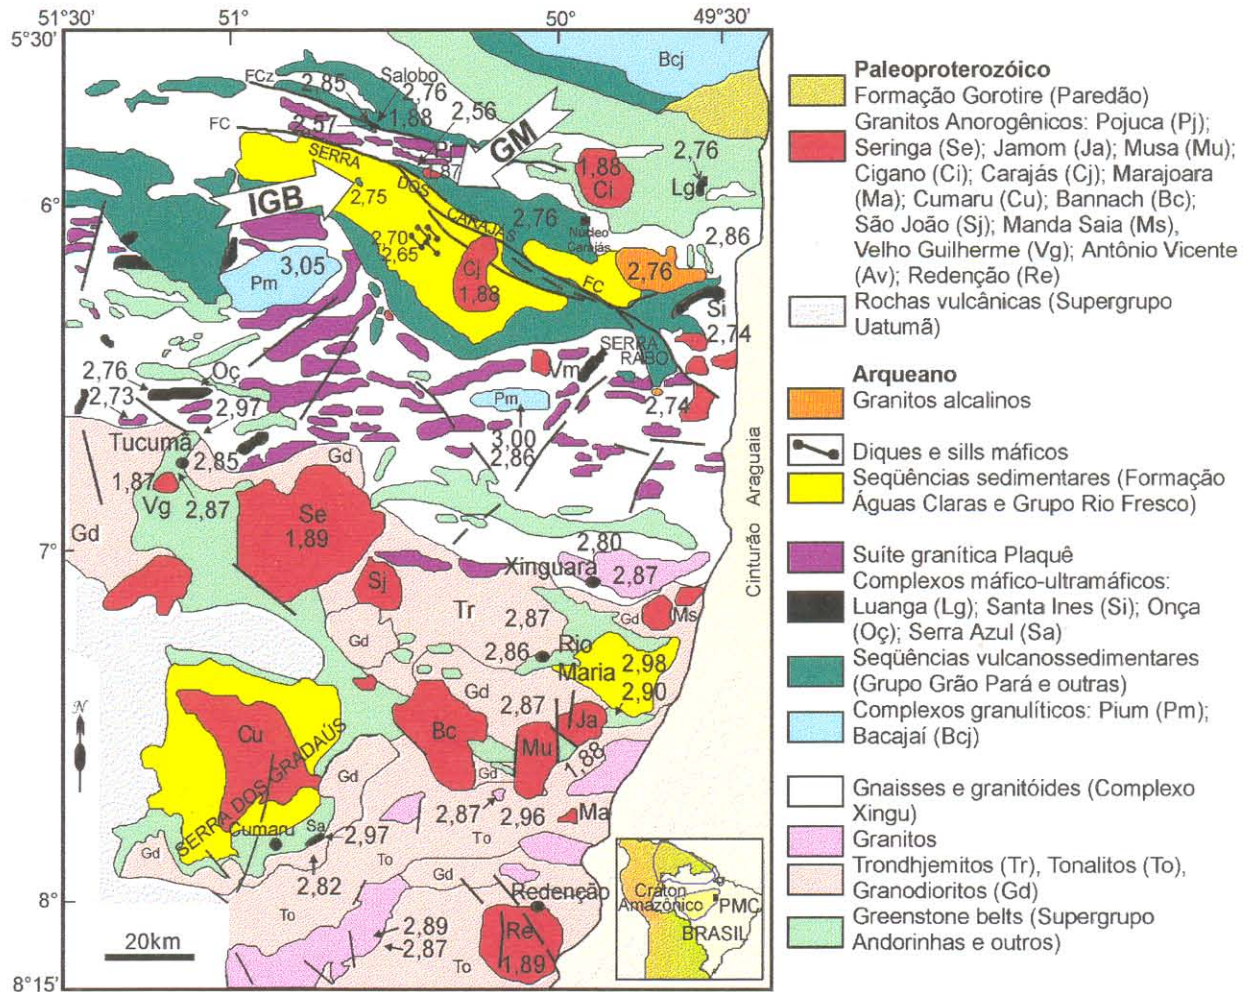 51°30'
51°
50°
49°30'
5°30'
6°
7°
8°
8°15'
Bcj
FCz
Salobo
2,85
2,76
2,56
1,88
2,57
FC
Pj
GM
SERRA
DOS
CARAJÁS
IGB
2,75
2,76
1,88
Ci
2,76
Lg
Núcleo
Carajás
2,86
2,70
2,65
3,05
Pm
Cj
1,88
FC
2,76
Si
2,74
SERRA
RABO
Vm
2,76
Oç
2,73
2,97
Pm
3,00
2,86
2,74
Tucumã
2,85
Gd
1,87
Vg
2,87
Se
1,89
Gd
2,80
Xinguara
2,87
Sj
Tr
2,87
Gd
Ms
Gd
2,86
Rio
Maria
2,98
2,90
Gd
2,87
Ja
Bc
Mu
1,88
Gd
Cu
SERRA DOS GRADAÚS
Gd
2,87
2,96
Ma
Cumaru
Sa
2,97
To
To
Gd
2,82
Gd
Redenção
To
2,89
2,87
To
Re
1,89
N
20km
Cinturão Araguaia
Cráton
Amazônico
PMC
BRASIL
Paleoproterozóico
Formação Gorotire (Paredão)
Granitos Anorogênicos: Pojuca (Pj);
Seringa (Se); Jamom (Ja); Musa (Mu);
Cigano (Ci); Carajás (Cj); Marajoara
(Ma); Cumaru (Cu); Bannach (Bc);
São João (Sj); Manda Saia (Ms),
Velho Guilherme (Vg); Antônio Vicente
(Av); Redenção (Re)
Rochas vulcânicas (Supergrupo
Uatumã)
Arqueano
Granitos alcalinos
Diques e sills máficos
Seqüências sedimentares (Formação
Águas Claras e Grupo Rio Fresco)
Suíte granítica Plaquê
Complexos máfico-ultramáficos:
Luanga (Lg); Santa Ines (Si); Onça
(Oç); Serra Azul (Sa)
Seqüências vulcanossedimentares
(Grupo Grão Pará e outras)
Complexos granulíticos: Pium (Pm);
Bacajaí (Bcj)
Gnaisses e granitóides (Complexo
Xingu)
Granitos
Trondhjemitos (Tr), Tonalitos (To),
Granodioritos (Gd)
Greenstone belts (Supergrupo
Andorinhas e outros)